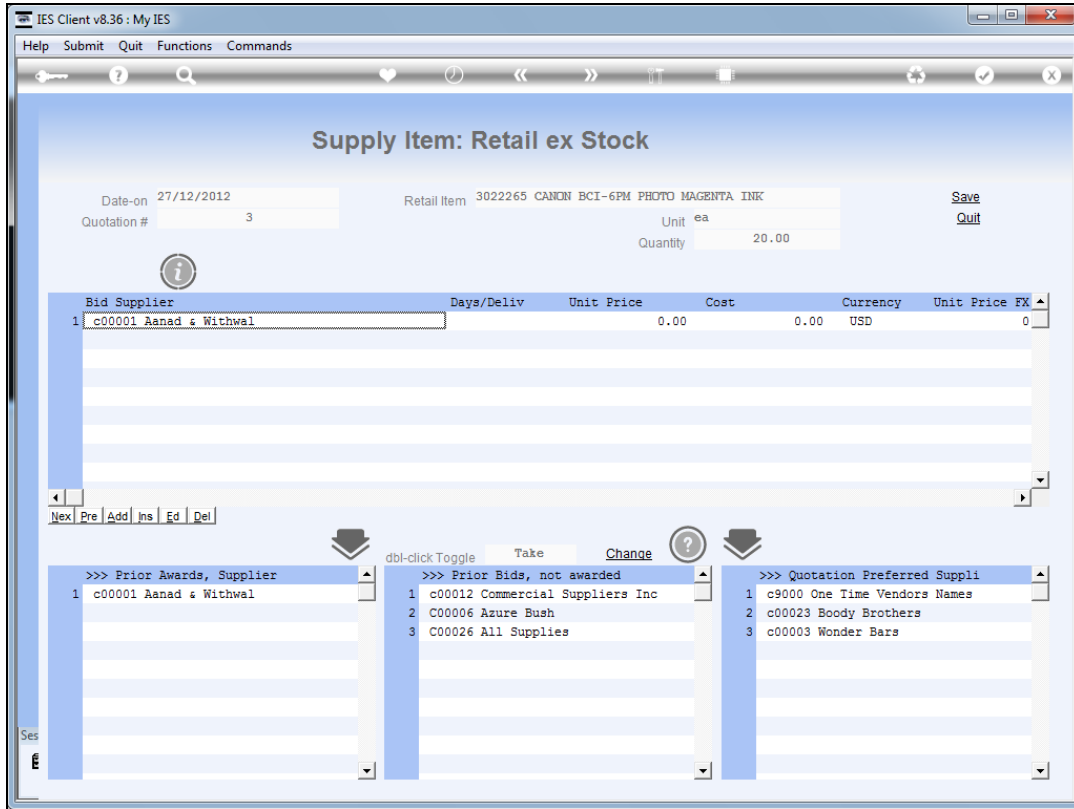 IES Client v8.36 : My IES
Help Submit Quit Functions Commands
Supply Item: Retail ex Stock
Date-on 27/12/2012 Retail Item 3022265 CANON BCI-6PM PHOTO MAGENTA INK Save
Quotation # 3 Unit ea Quit
Quantity 20.00
Bid Supplier Days/Deliv Unit Price Cost Currency Unit Price FX
1 c00001 Aanad & Withwal 0.00 0.00 USD 0
Nex Pre Add Ins Ed Del
dbl-click Toggle Take Change
>>> Prior Awards, Supplier >>> Prior Bids, not awarded >>> Quotation Preferred Suppli
1 c00001 Aanad & Withwal 1 c00012 Commercial Suppliers Inc 1 c9000 One Time Vendors Names
2 C00006 Azure Bush 2 c00023 Boody Brothers
3 C00026 All Supplies 3 c00003 Wonder Bars
Ses